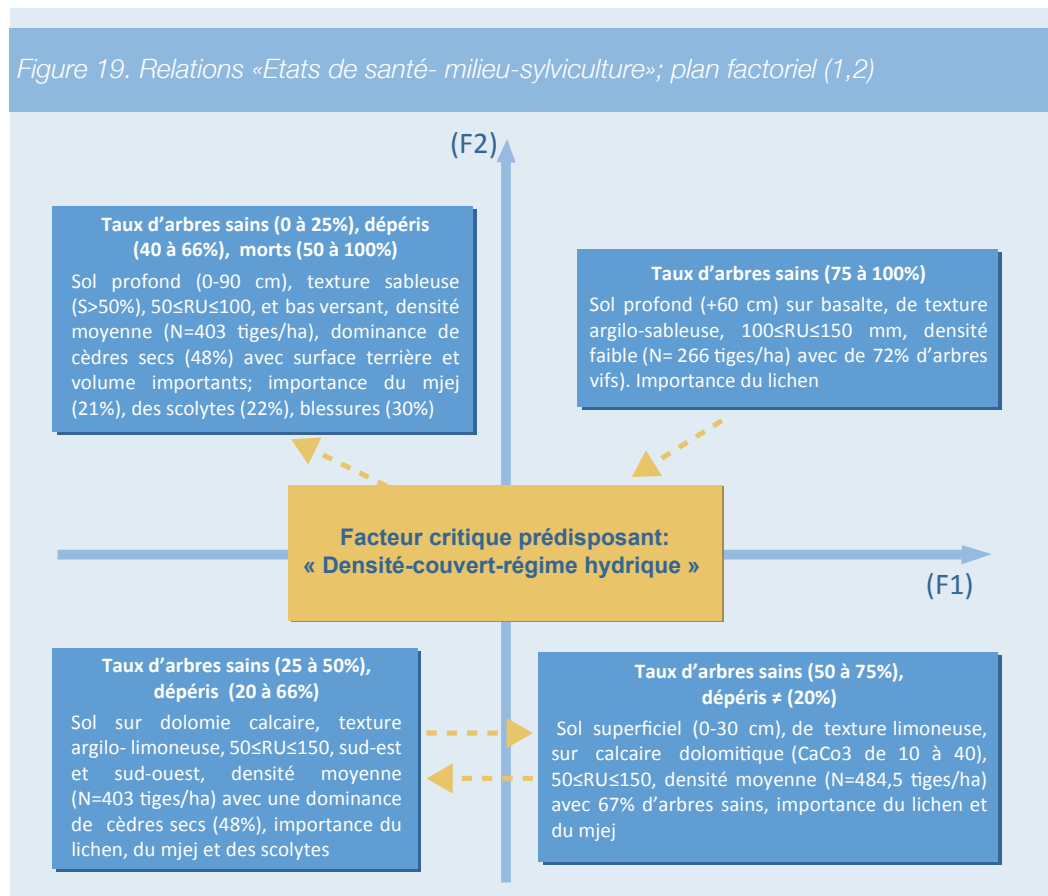 Figure 19. Relations «Etats de santé- milieu-sylviculture»; plan factoriel (1,2)
(F2)
Taux d'arbres sains (0 à 25%), dépéris
(40 à 66%), morts (50 à 100%)
Sol profond (0-90 cm), texture sableuse
(S>50%), 50≤RU≤100, et bas versant, densité
moyenne (N=403 tiges/ha), dominance de
cèdres secs (48%) avec surface terrière et
volume importants; importance du mjej
(21%), des scolytes (22%), blessures (30%)
Taux d'arbres sains (75 à 100%)
Sol profond (+60 cm) sur basalte, de texture
argilo-sableuse, 100≤RU≤150 mm, densité
faible (N= 266 tiges/ha) avec de 72% d'arbres
vifs). Importance du lichen
Facteur critique prédisposant:
« Densité-couvert-régime hydrique »
(F1)
Taux d'arbres sains (25 à 50%),
dépéris (20 à 66%)
Sol sur dolomie calcaire, texture
argilo- limoneuse, 50≤RU≤150, sud-est
et sud-ouest, densité moyenne
(N=403 tiges/ha) avec une dominance
de cèdres secs (48%), importance du
lichen, du mjej et des scolytes
Taux d'arbres sains (50 à 75%),
dépéris ≠ (20%)
Sol superficiel (0-30 cm), de texture limoneuse,
sur calcaire dolomitique (CaCo3 de 10 à 40),
50≤RU≤150, densité moyenne (N=484,5 tiges/ha)
avec 67% d'arbres sains, importance du lichen et
du mjej